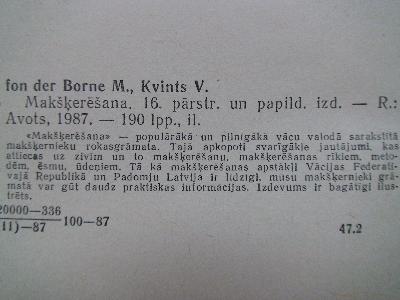 fon der Borne M., Kvints V.
Makšķerēšana. 16. pārstr. un papild. izd. — R.:
Avots, 1987. — 190 lpp., il.
«Makšķerēšana» — populārākā un pilnīgākā vācu valodā sarakstītā
makšķernieku rokasgrāmata. Tajā apkopoti svarīgākie jautājumi, kas
attiecas uz zivīm un to makšķerēšanu, makšķerēšanas rīkiem, meto-
dēm, ēsmu, ūdeņiem. Tā kā makšķerēšanas apstākļi Vācijas Federatī-
vajā Republikā un Padomju Latvijā ir līdzīgi, mūsu makšķernieki grā-
matā var gūt daudz praktiskas informācijas. Izdevums ir bagātīgi ilus-
trēts.
20000—336
(11)—87
100—87
47.2